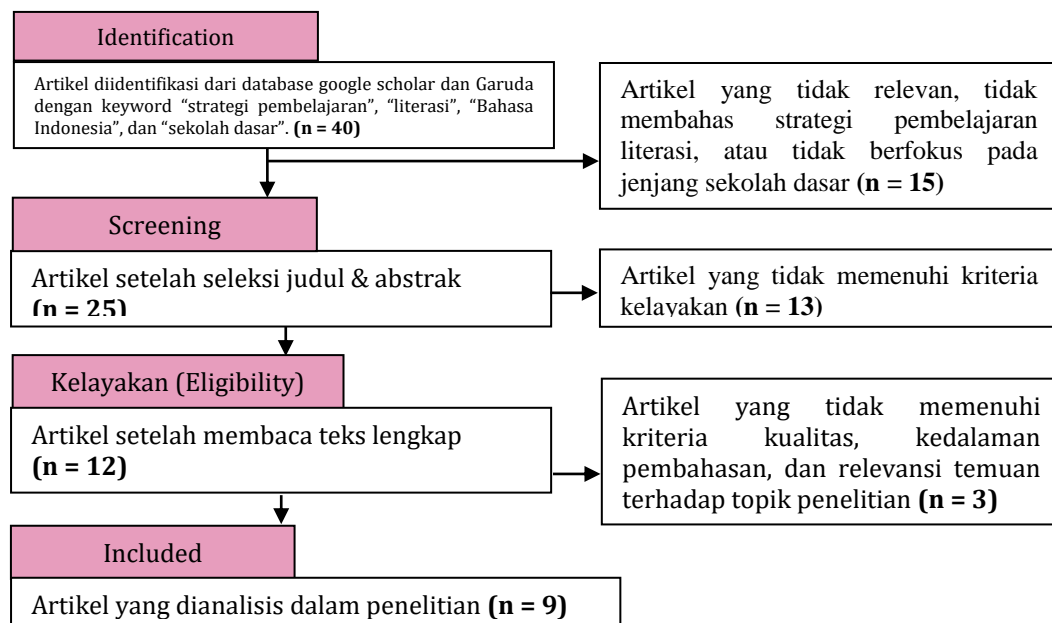 Identification
Artikel diidentifikasi dari database google scholar dan Garuda
dengan keyword “strategi pembelajaran”, “literasi”, “Bahasa
Indonesia”, dan “sekolah dasar”. (n = 40)
Artikel yang tidak relevan, tidak
membahas strategi pembelajaran
literasi, atau tidak berfokus pada
jenjang sekolah dasar (n = 15)
Screening
Artikel setelah seleksi judul & abstrak
(n = 25)
Artikel yang tidak memenuhi kriteria
kelayakan (n = 13)
Kelayakan (Eligibility)
Artikel setelah membaca teks lengkap
(n = 12)
Artikel yang tidak memenuhi
kriteria kualitas, kedalaman
pembahasan, dan relevansi temuan
terhadap topik penelitian (n = 3)
Included
Artikel yang dianalisis dalam penelitian (n = 9)